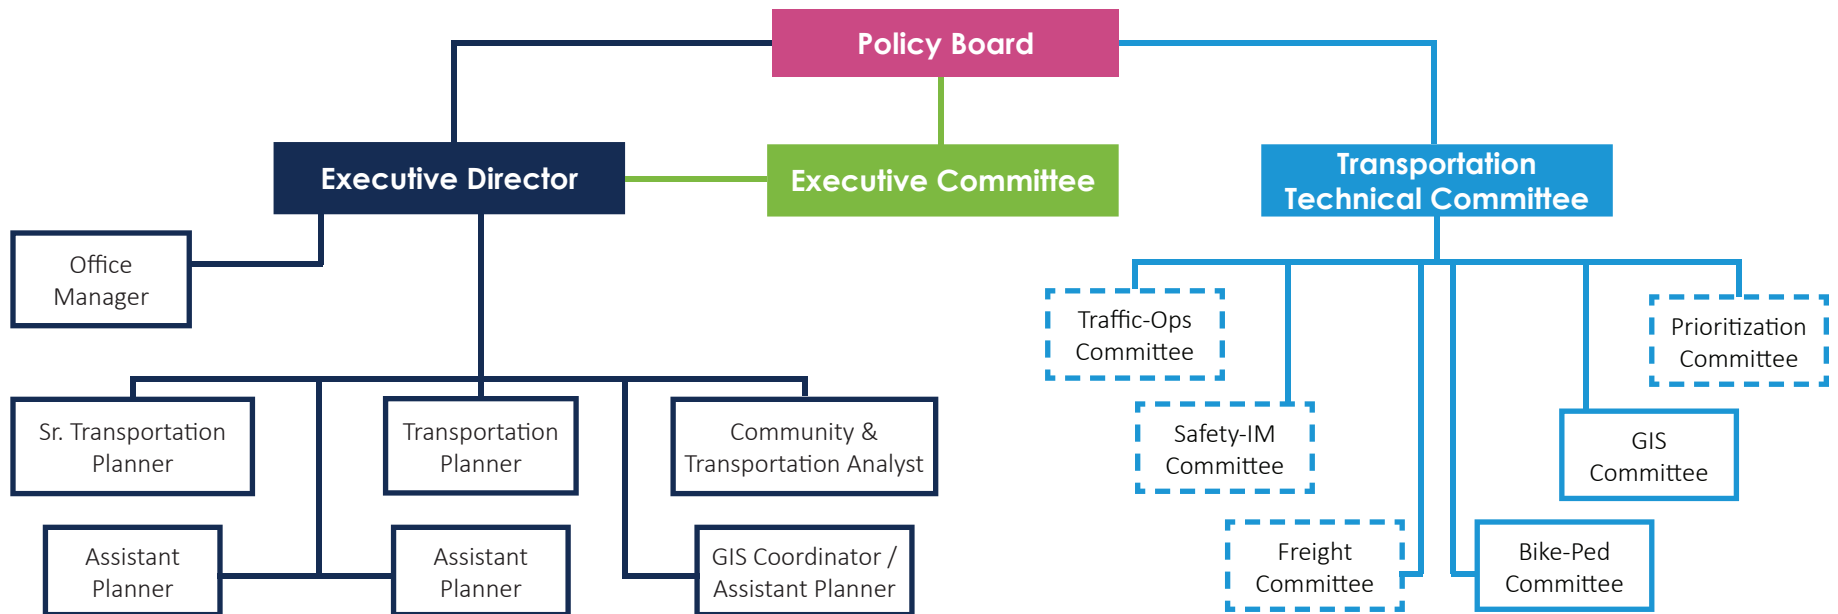 Policy Board
Executive Director
Executive Committee
Transportation
Technical Committee
Office
Manager
Traffic-Ops
Committee
Prioritization
Committee
Sr. Transportation
Planner
Transportation
Planner
Community &
Transportation Analyst
Safety-IM
Committee
GIS
Committee
Assistant
Planner
Assistant
Planner
GIS Coordinator /
Assistant Planner
Freight
Committee
Bike-Ped
Committee